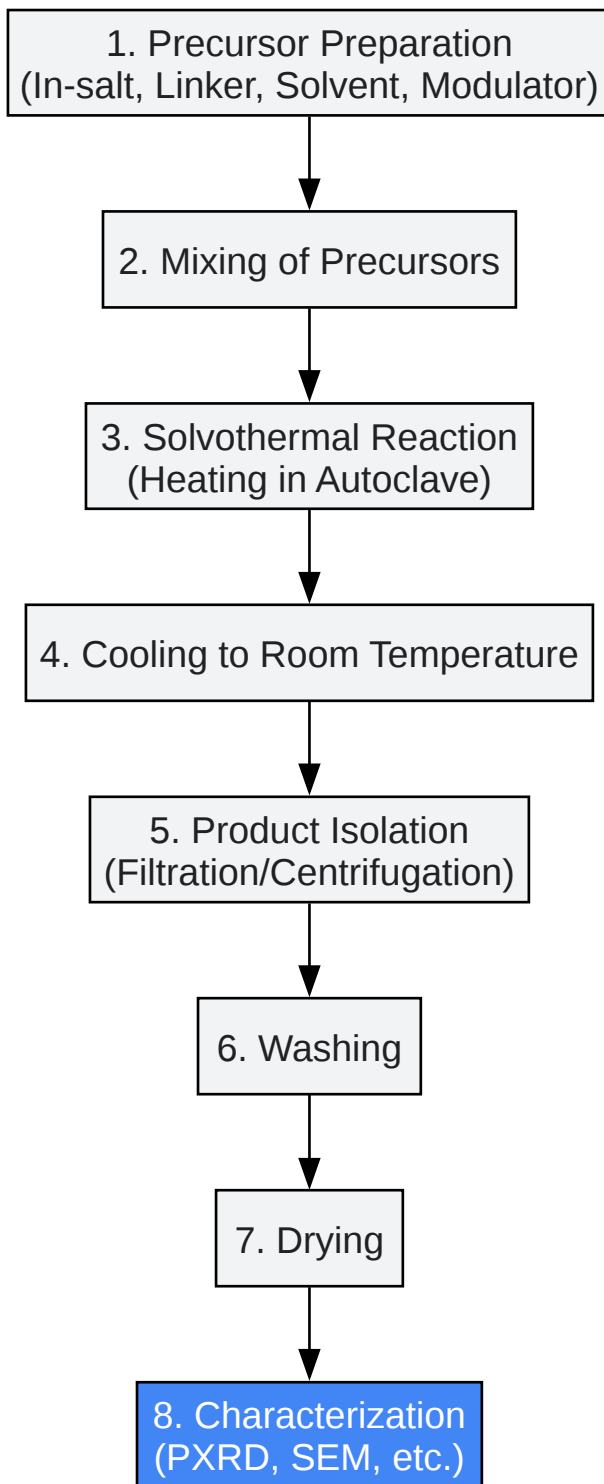 1. Precursor Preparation
(In-salt, Linker, Solvent, Modulator)
2. Mixing of Precursors
3. Solvothermal Reaction
(Heating in Autoclave)
4. Cooling to Room Temperature
5. Product Isolation
(Filtration/Centrifugation)
6. Washing
7. Drying
8. Characterization
(PXRD, SEM, etc.)